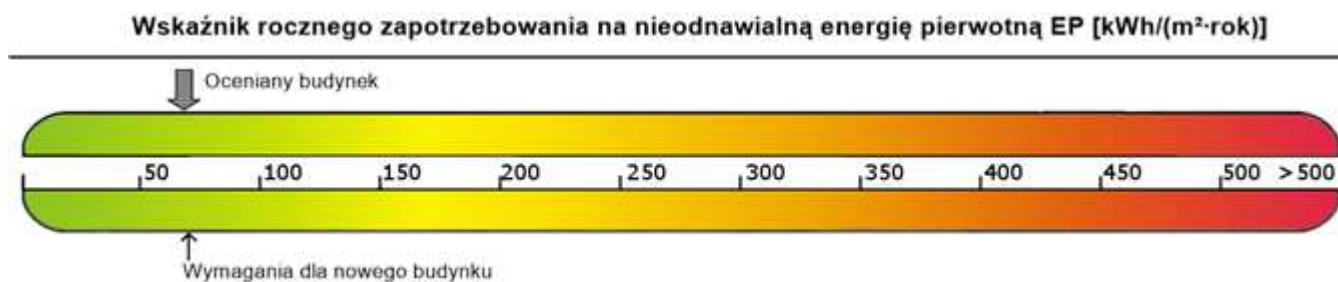 Wskaźnik rocznego zapotrzebowania na nieodnawialną energię pierwotną EP [kWh/(m²·rok)]
Oceniany budynek
50 100 150 200 250 300 350 400 450 500 >500
Wymagania dla nowego budynku